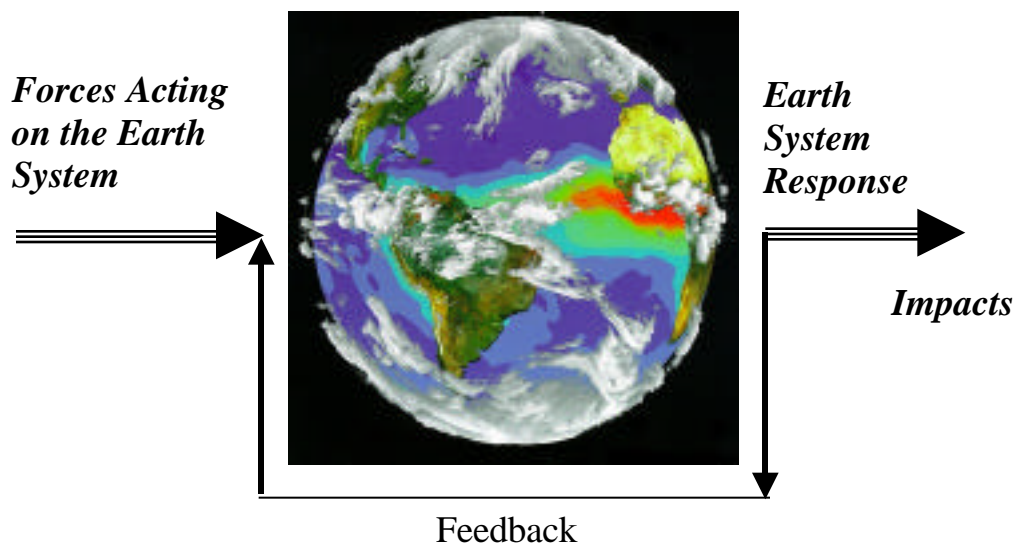 Forces Acting
on the Earth
System
Earth
System
Response
Impacts
Feedback